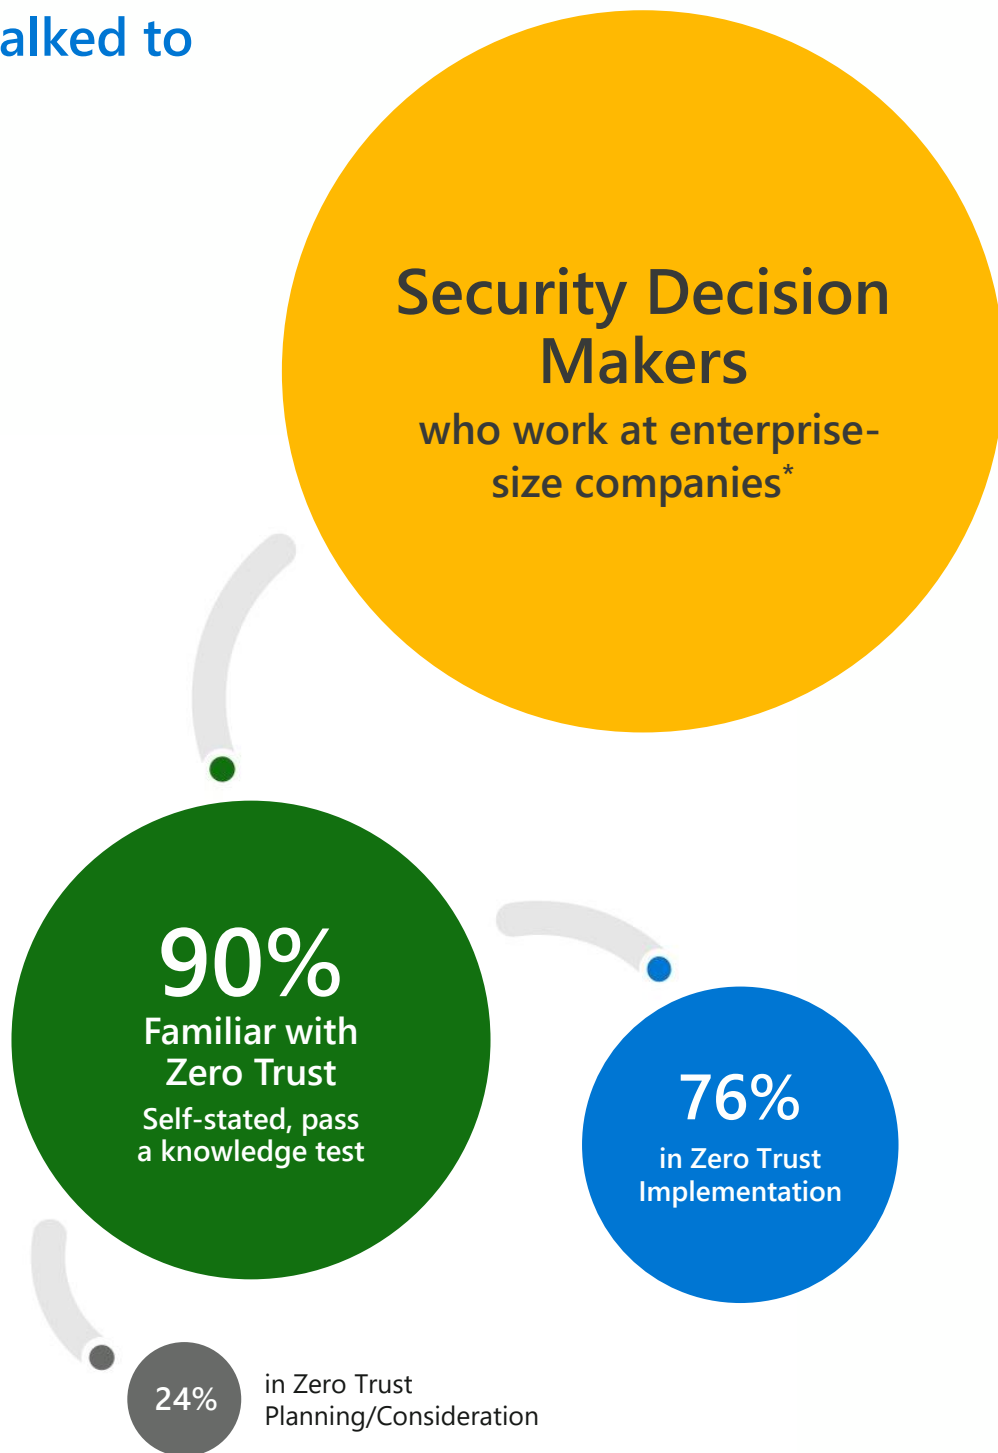 alked to
Security Decision
Makers
who work at enterprise-
size companies*
90%
Familiar with
Zero Trust
Self-stated, pass
a knowledge test
76%
in Zero Trust
Implementation
24%
in Zero Trust
Planning/Consideration